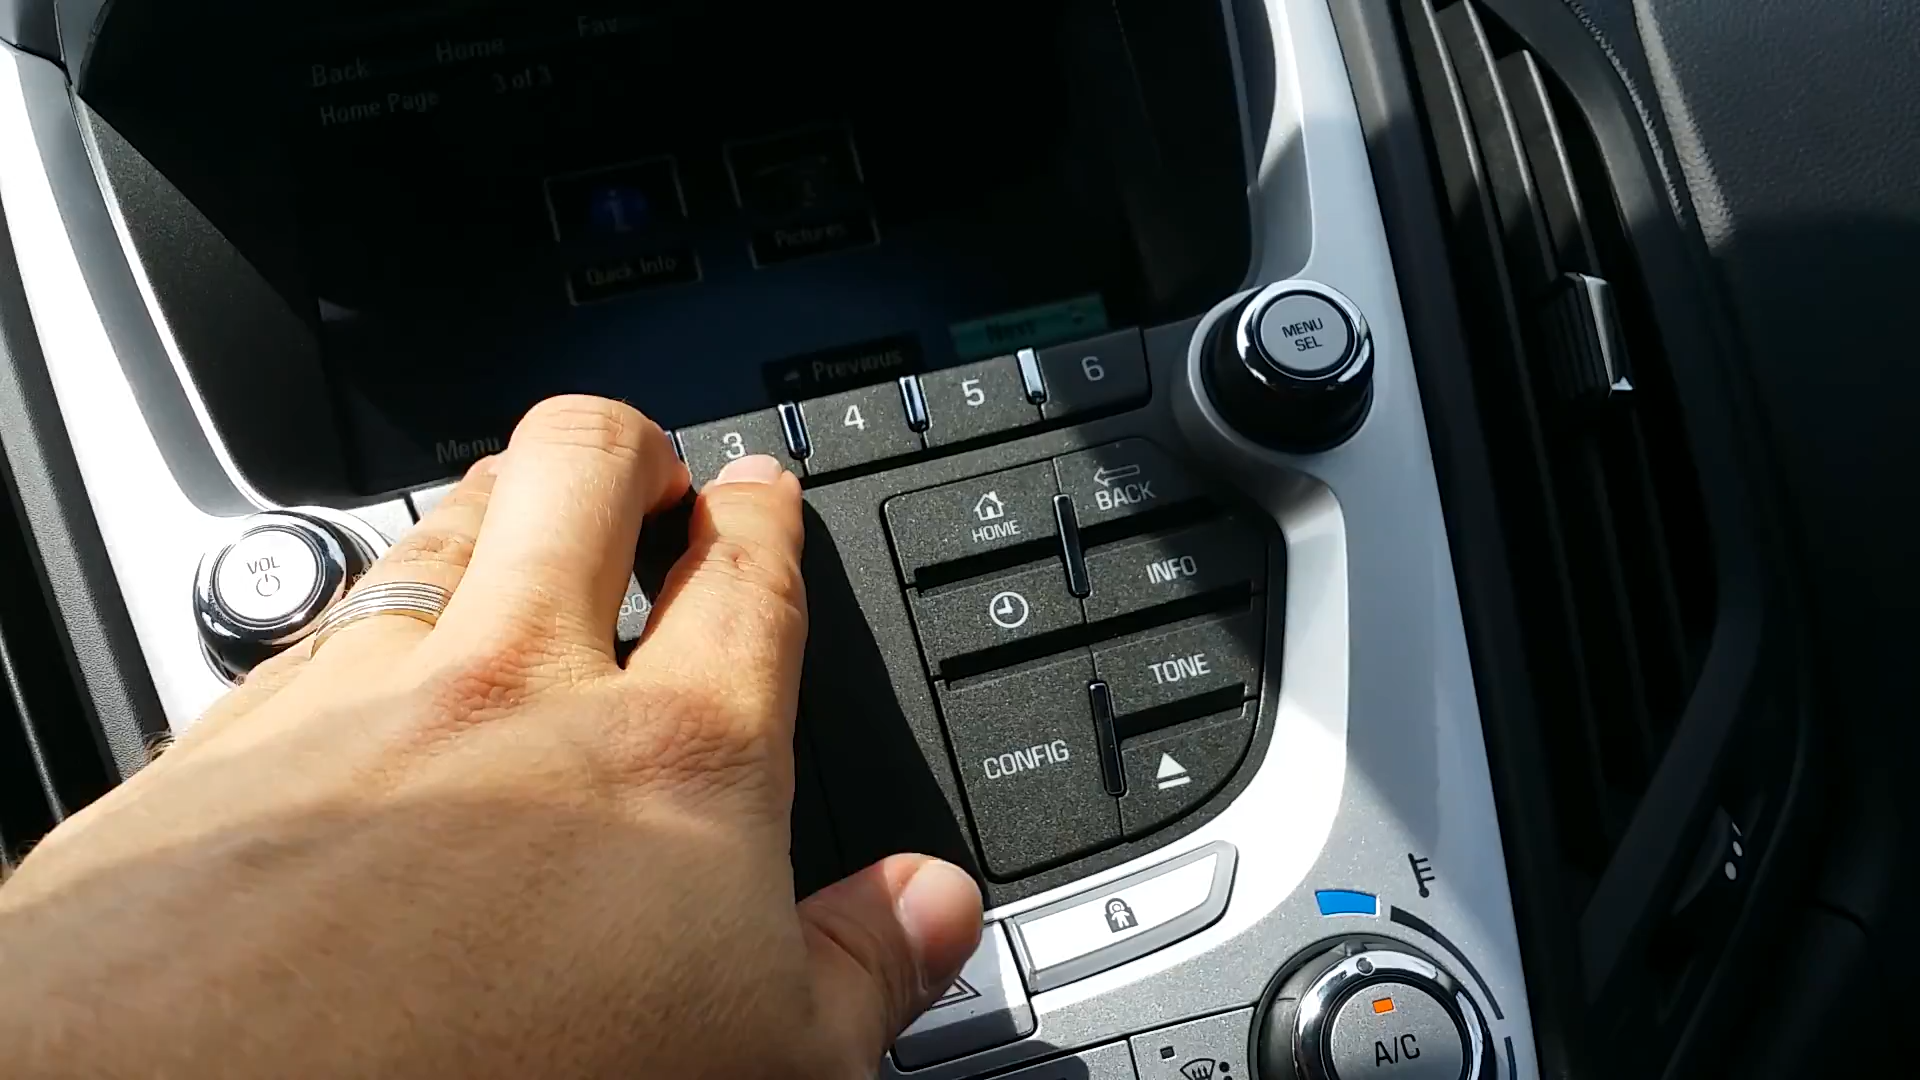 Back Home Fav
Home Page 3 of 3
Quick Info
Pictures
Previous
Next
Menu
3
4
5
6
MENU
SEL
VOL
HOME
BACK
INFO
TONE
CONFIG
A/C